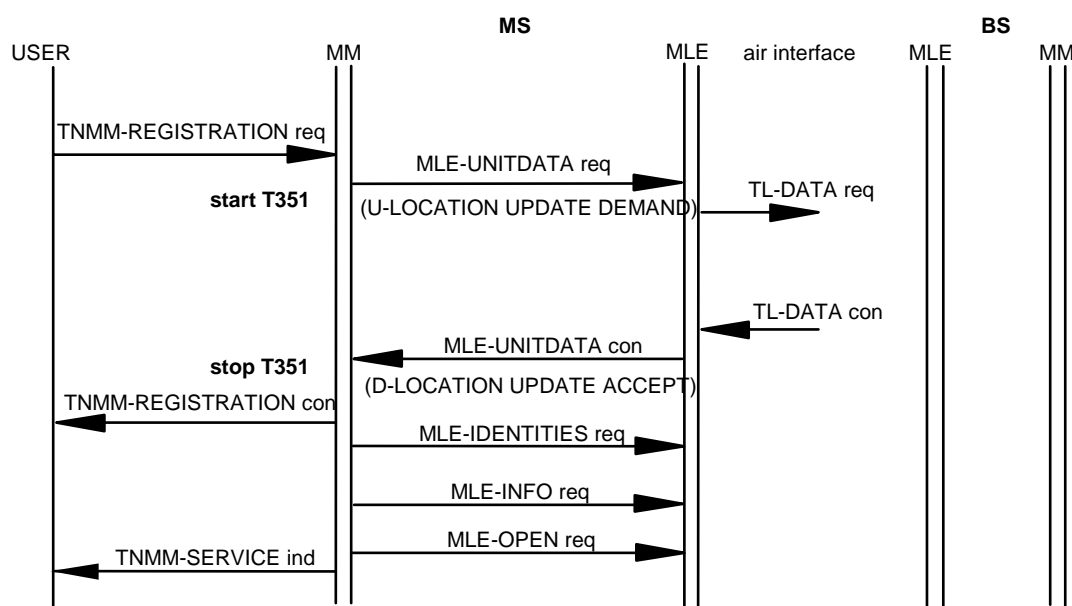 MS
BS
USER
MM
MLE
air interface
MLE
MM
TNMM-REGISTRATION req
MLE-UNITDATA req
TL-DATA req
start T351
(U-LOCATION UPDATE DEMAND)
TL-DATA con
MLE-UNITDATA con
stop T351
(D-LOCATION UPDATE ACCEPT)
TNMM-REGISTRATION con
MLE-IDENTITIES req
MLE-INFO req
MLE-OPEN req
TNMM-SERVICE ind